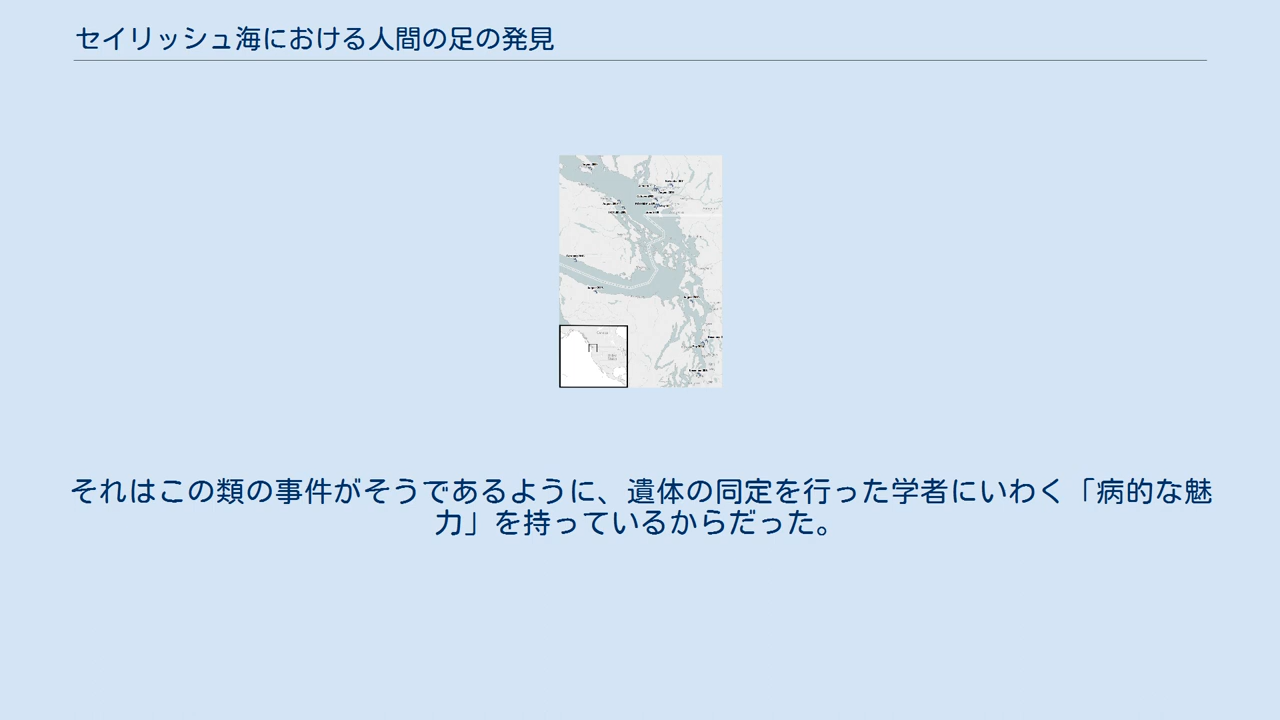 セイリッシュ海における人間の足の発見
それはこの類の事件がそうであるように、遺体の同定を行った学者にいわく「病的な魅
力」を持っているからだった。